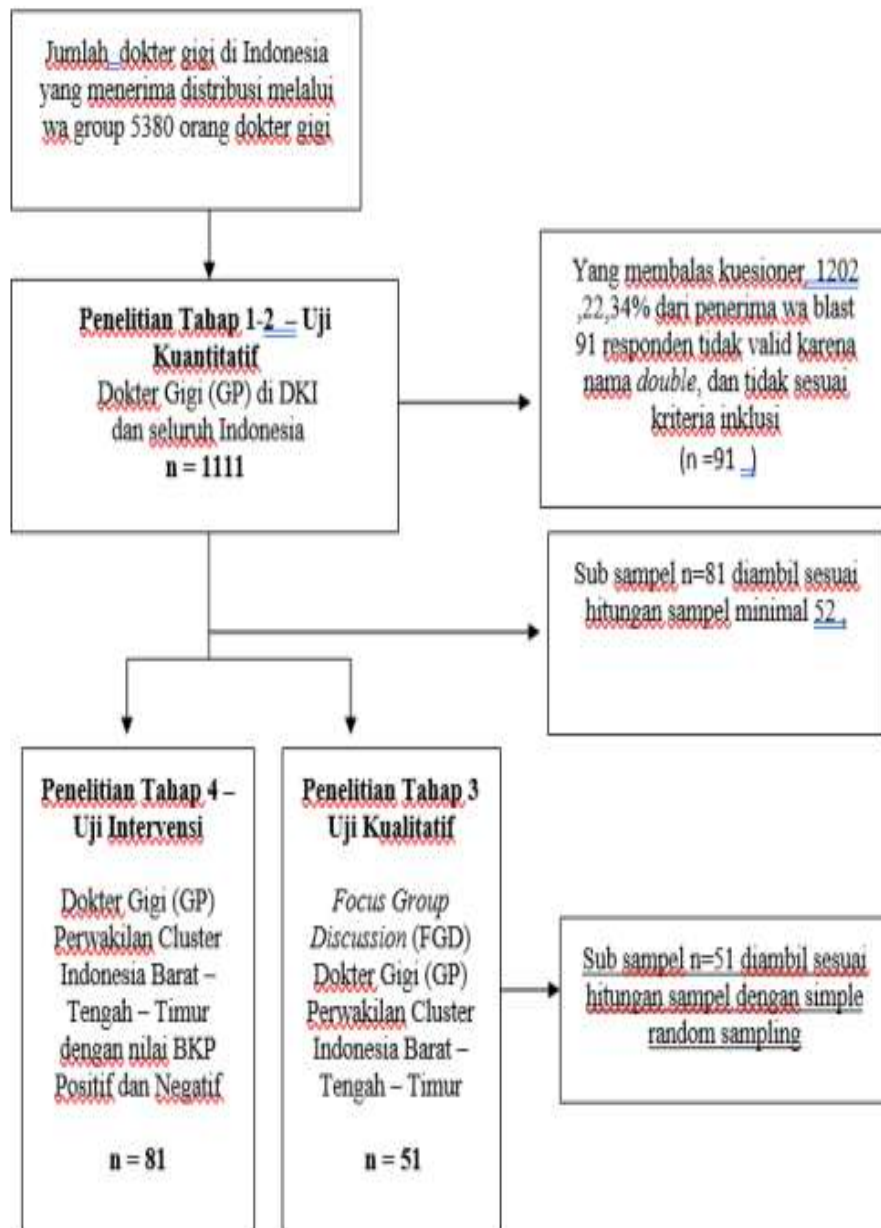 Jumlah dokter gigi di Indonesia
yang menerima distribusi melalui
wa group 5380 orang dokter gigi
Penelitian Tahap 1-2 – Uji
Kuantitatif
Dokter Gigi (GP) di DKI
dan seluruh Indonesia
n = 1111
Yang membalas kuesioner 1202
,22,34% dari penerima wa blast
91 responden tidak valid karena
nama double, dan tidak sesuai
kriteria inklusi
(n =91 )
Sub sampel n=81 diambil sesuai
hitungan sampel minimal 52 .
Penelitian Tahap 4 –
Uji Intervensi
Dokter Gigi (GP)
Perwakilan Cluster
Indonesia Barat –
Tengah – Timur
dengan nilai BKP
Positif dan Negatif
n = 81
Penelitian Tahap 3
Uji Kualitatif
Focus Group
Discussion (FGD)
Dokter Gigi (GP)
Perwakilan Cluster
Indonesia Barat –
Tengah – Timur
n = 51
Sub sampel n=51 diambil sesuai
hitungan sampel dengan simple
random sampling